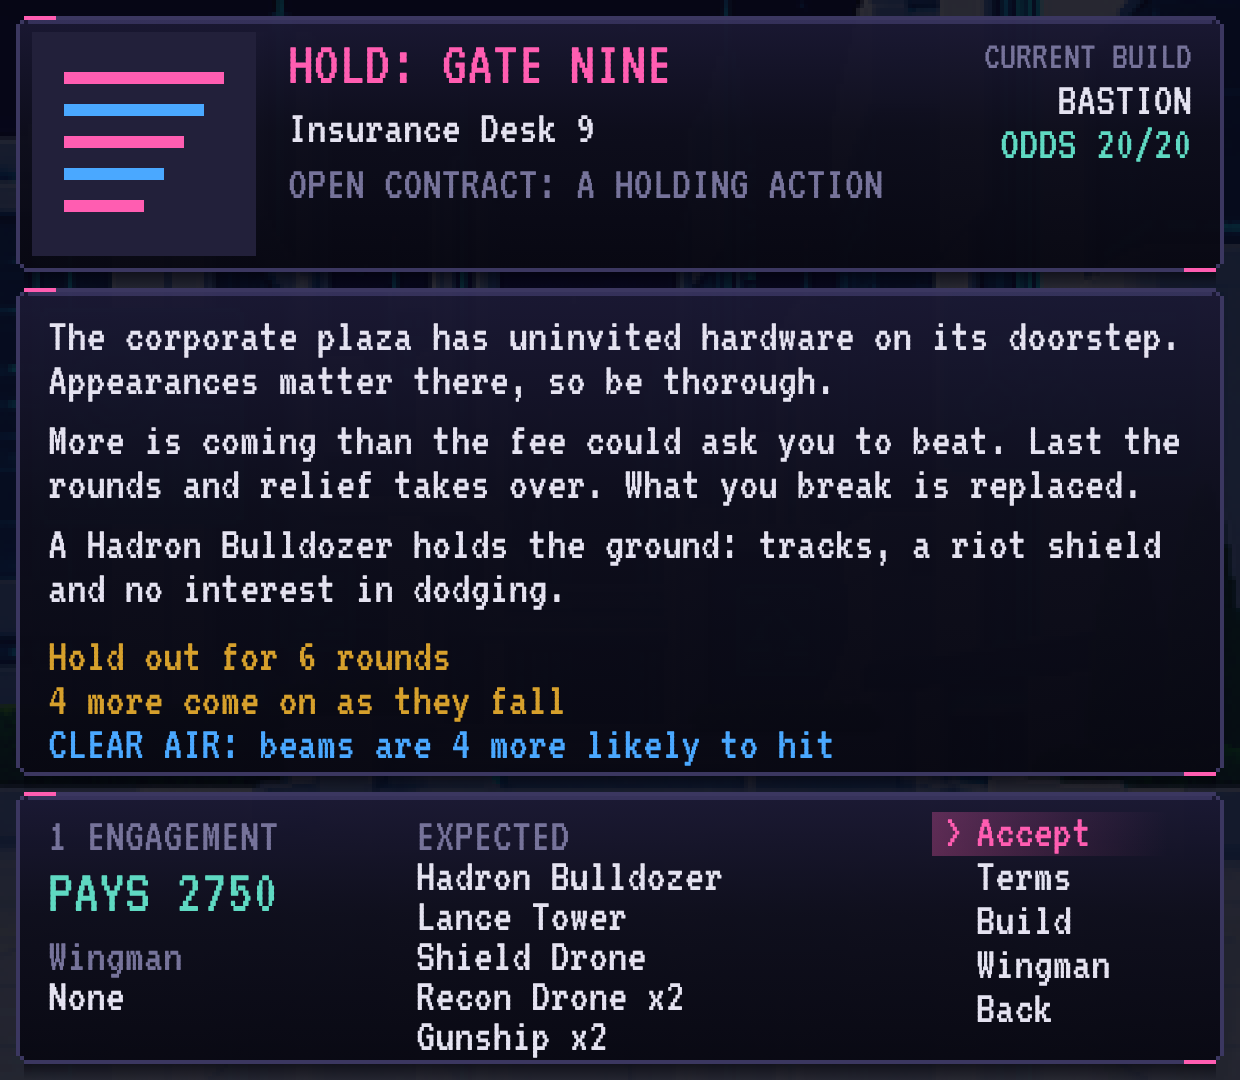 HOLD: GATE NINE
Insurance Desk 9
OPEN CONTRACT: A HOLDING ACTION
CURRENT BUILD
BASTION
ODDS 20/20
The corporate plaza has uninvited hardware on its doorstep.
Appearances matter there, so be thorough.
More is coming than the fee could ask you to beat. Last the
rounds and relief takes over. What you break is replaced.
A Hadron Bulldozer holds the ground: tracks, a riot shield
and no interest in dodging.
Hold out for 6 rounds
4 more come on as they fall
CLEAR AIR: beams are 4 more likely to hit
1 ENGAGEMENT
PAYS 2750
Wingman
None
EXPECTED
Hadron Bulldozer
Lance Tower
Shield Drone
Recon Drone x2
Gunship x2
> Accept
Terms
Build
Wingman
Back